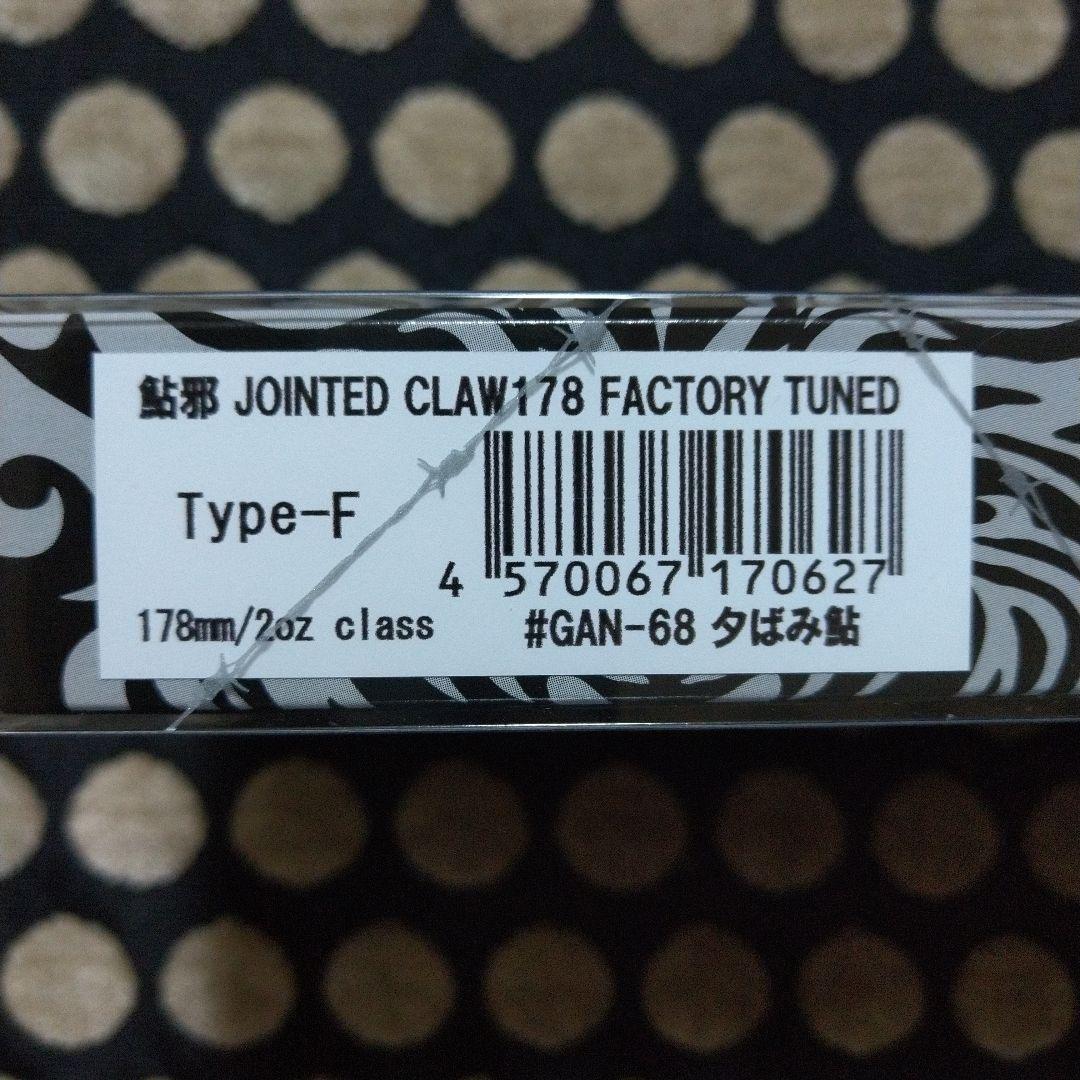 鮎邪 JOINTED CLAW178 FACTORY TUNED
Type-F
4 570067 170627
178mm/2oz class
#GAN-68 夕ばみ鮎